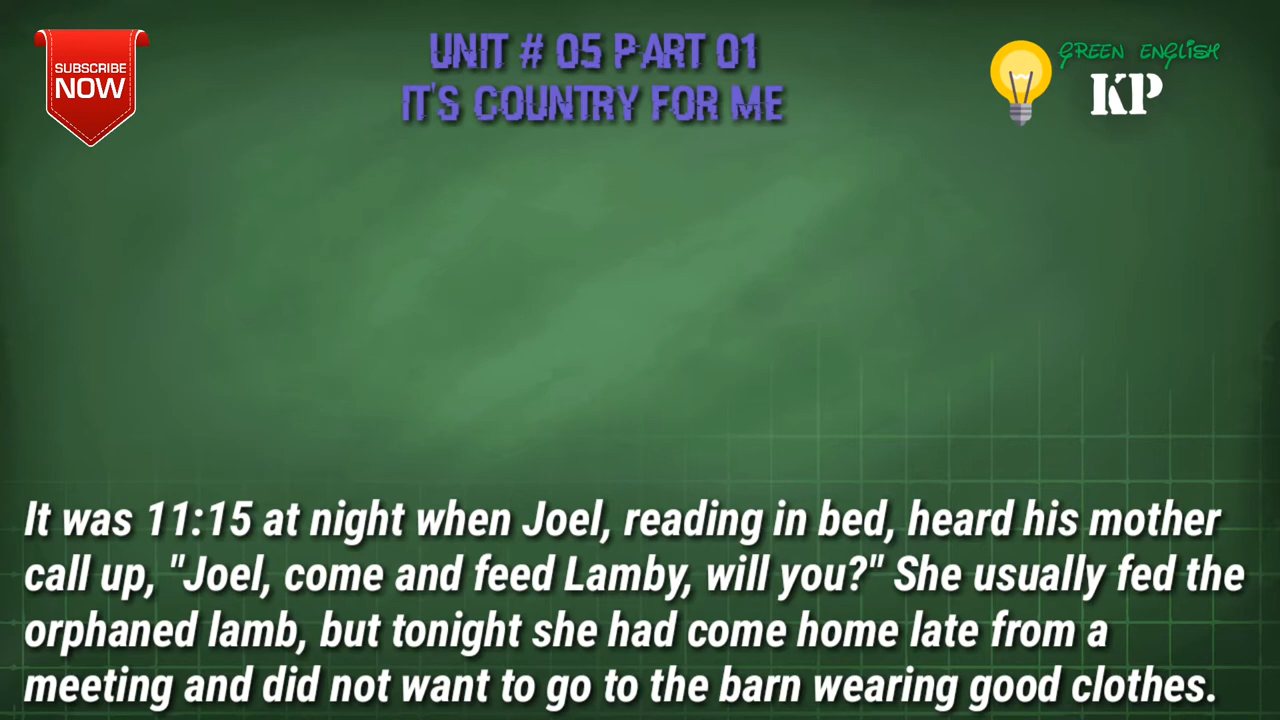 SUBSCRIBE
NOW
UNIT # 05 PART 01
IT'S COUNTRY FOR ME
GREEN ENGLISH
KP
It was 11:15 at night when Joel, reading in bed, heard his mother
call up, "Joel, come and feed Lamby, will you?" She usually fed the
orphaned lamb, but tonight she had come home late from a
meeting and did not want to go to the barn wearing good clothes.